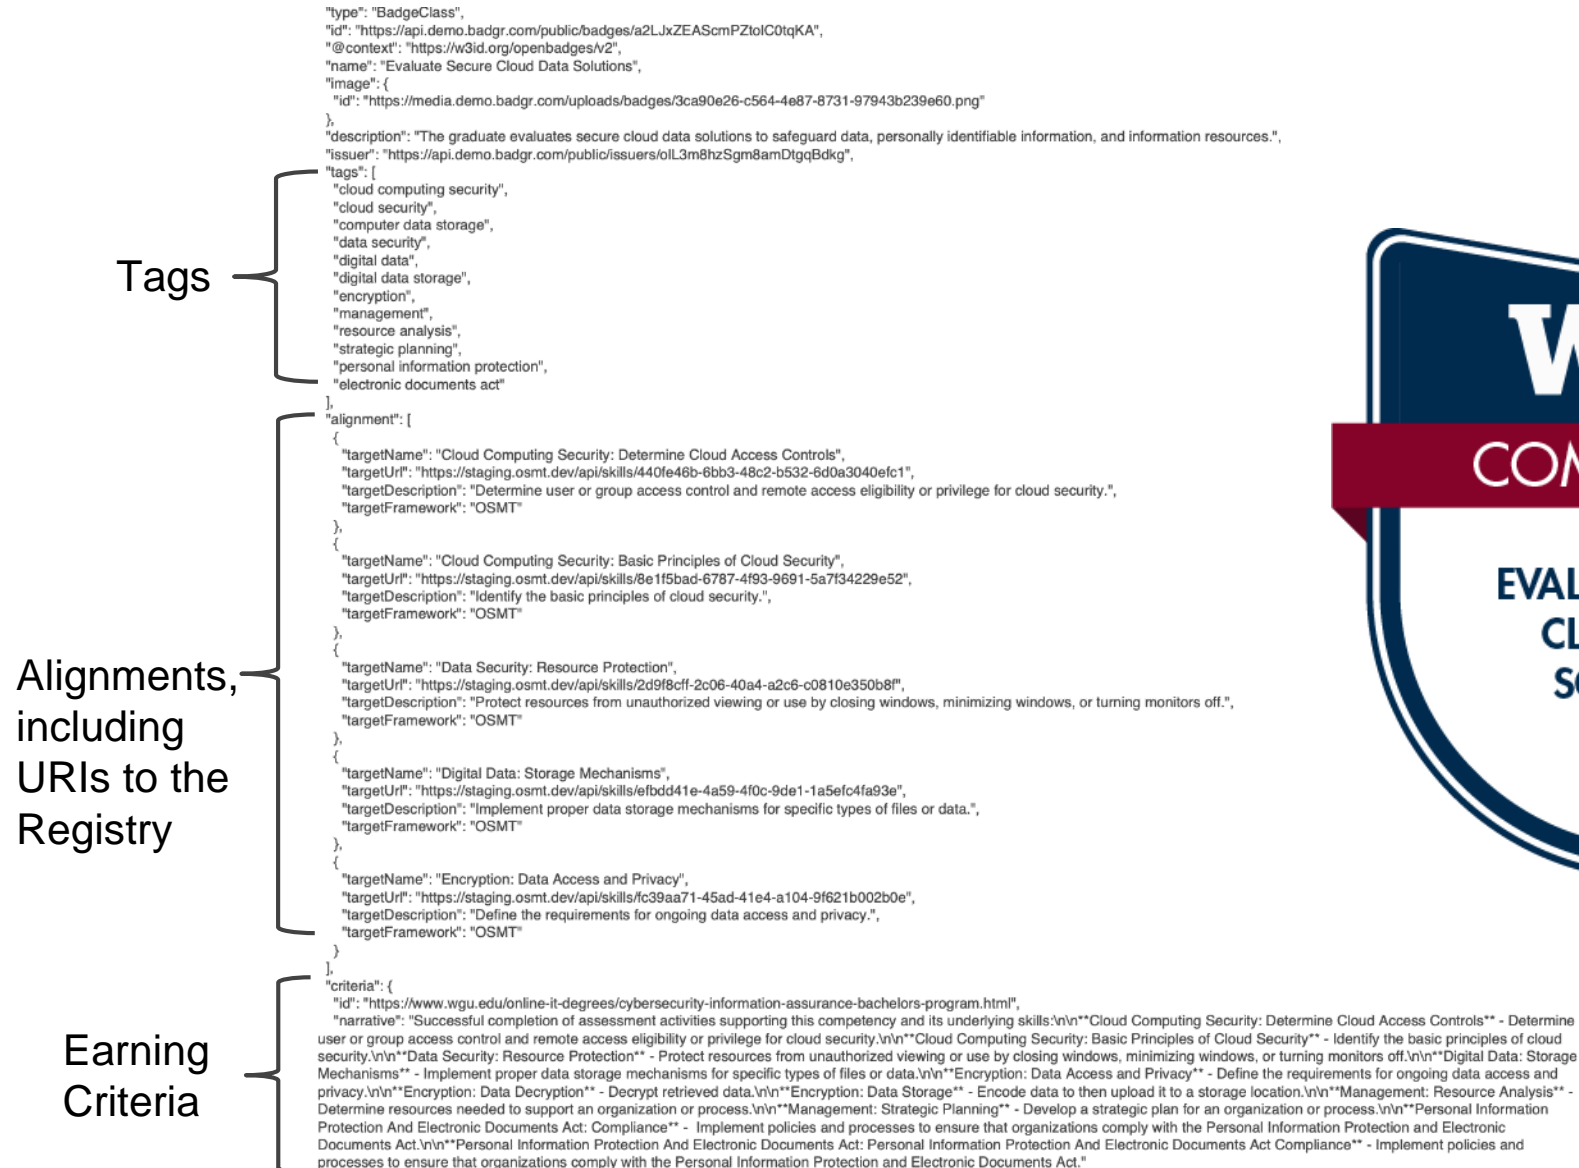 "type": "BadgeClass",
"id": "https://api.demo.badgr.com/public/badges/a2LJxZEAScmPZtoIC0tqKA",
"@context": "https://w3id.org/openbadges/v2",
"name": "Evaluate Secure Cloud Data Solutions",
"image": {
"id": "https://media.demo.badgr.com/uploads/badges/3ca90e26-c564-4e87-8731-97943b239e60.png"
},
"description": "The graduate evaluates secure cloud data solutions to safeguard data, personally identifiable information, and information resources.",
"issuer": "https://api.demo.badgr.com/public/issuers/oIL3m8hzSgm8amDtgqBdkg",
"tags": [
"cloud computing security",
"cloud security",
"computer data storage",
"data security",
"digital data",
"digital data storage",
"encryption",
"management",
"resource analysis",
"strategic planning",
"personal information protection",
"electronic documents act"
],
Tags
"alignment": [
{
"targetName": "Cloud Computing Security: Determine Cloud Access Controls",
"targetUrl": "https://staging.osmt.dev/api/skills/440fe46b-6bb3-48c2-b532-6d0a3040efc1",
"targetDescription": "Determine user or group access control and remote access eligibility or privilege for cloud security.",
"targetFramework": "OSMT"
},
{
"targetName": "Cloud Computing Security: Basic Principles of Cloud Security",
"targetUrl": "https://staging.osmt.dev/api/skills/8e1f5bad-6787-4f93-9691-5a7f34229e52",
"targetDescription": "Identify the basic principles of cloud security.",
"targetFramework": "OSMT"
},
{
"targetName": "Data Security: Resource Protection",
"targetUrl": "https://staging.osmt.dev/api/skills/2d9f8cff-2c06-40a4-a2c6-c0810e350b8f",
"targetDescription": "Protect resources from unauthorized viewing or use by closing windows, minimizing windows, or turning monitors off.",
"targetFramework": "OSMT"
},
{
"targetName": "Digital Data: Storage Mechanisms",
"targetUrl": "https://staging.osmt.dev/api/skills/efbdd41e-4a59-4f0c-9de1-1a5efc4fa93e",
"targetDescription": "Implement proper data storage mechanisms for specific types of files or data.",
"targetFramework": "OSMT"
},
{
"targetName": "Encryption: Data Access and Privacy",
"targetUrl": "https://staging.osmt.dev/api/skills/fc39aa71-45ad-41e4-a104-9f621b002b0e",
"targetDescription": "Define the requirements for ongoing data access and privacy.",
"targetFramework": "OSMT"
}
],
Alignments,
including
URIs to the
Registry
"criteria": {
"id": "https://www.wgu.edu/online-it-degrees/cybersecurity-information-assurance-bachelors-program.html",
"narrative": "Successful completion of assessment activities supporting this competency and its underlying skills:\n\n**Cloud Computing Security: Determine Cloud Access Controls** - Determine
user or group access control and remote access eligibility or privilege for cloud security.\n\n**Cloud Computing Security: Basic Principles of Cloud Security** - Identify the basic principles of cloud
security.\n\n**Data Security: Resource Protection** - Protect resources from unauthorized viewing or use by closing windows, minimizing windows, or turning monitors off.\n\n**Digital Data: Storage
Mechanisms** - Implement proper data storage mechanisms for specific types of files or data.\n\n**Encryption: Data Access and Privacy** - Define the requirements for ongoing data access and
privacy.\n\n**Encryption: Data Decryption** - Decrypt retrieved data.\n\n**Encryption: Data Storage** - Encode data to then upload it to a storage location.\n\n**Management: Resource Analysis** -
Determine resources needed to support an organization or process.\n\n**Management: Strategic Planning** - Develop a strategic plan for an organization or process.\n\n**Personal Information
Protection And Electronic Documents Act: Compliance** -  Implement policies and processes to ensure that organizations comply with the Personal Information Protection and Electronic
Documents Act.\n\n**Personal Information Protection And Electronic Documents Act: Personal Information Protection And Electronic Documents Act Compliance** - Implement policies and
processes to ensure that organizations comply with the Personal Information Protection and Electronic Documents Act."
Earning
Criteria